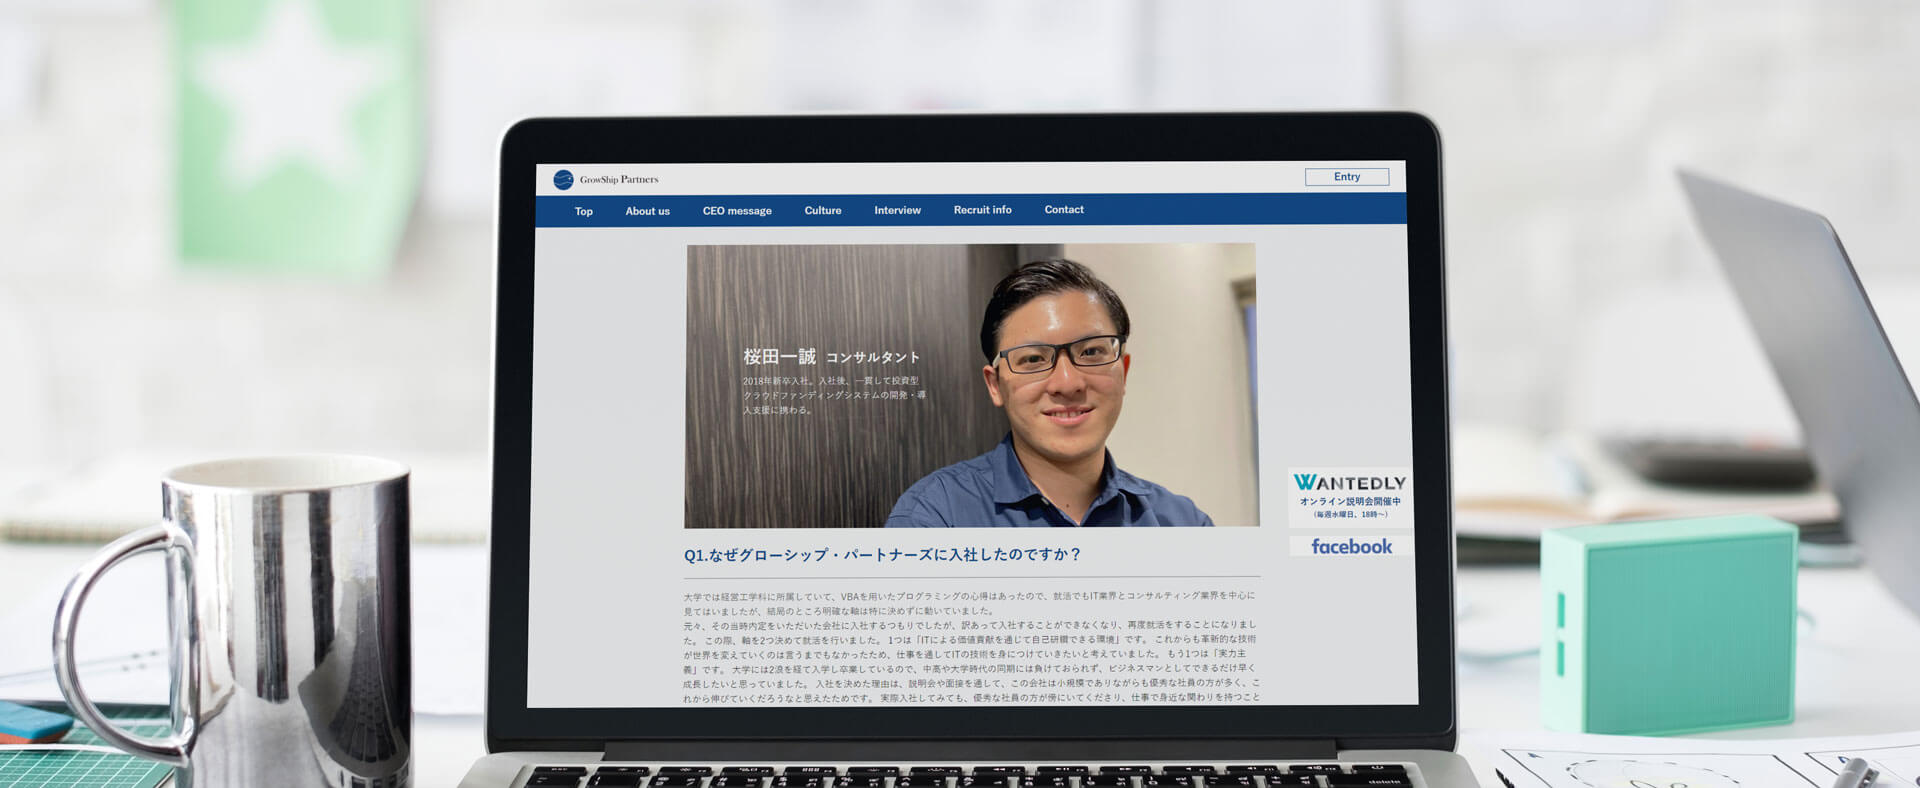 GrowShip Partners
Entry
Top About us CEO message Culture Interview Recruit info Contact
桜田一誠 コンサルタント
2018年新卒入社。入社後、一貫して投資型
クラウドファンディングシステムの開発・導
入支援に携わる。
WANTEDLY
オンライン説明会開催中
(毎週水曜日、18時~)
facebook
Q1.なぜグローシップ・パートナーズに入社したのですか？
大学では経営工学科に所属していて、VBAを用いたプログラミングの心得はあったので、就活でもIT業界とコンサルティング業界を中心に
見てはいましたが、結局のところ明確な軸は特に決めずに動いていました。
元々、その当時内定をいただいた会社に入社するつもりでしたが、訳あって入社することができなくなり、再度就活をすることになりまし
た。 この際、軸を2つ決めて就活を行いました。 1つは「ITによる価値貢献を通じて自己研鑽できる環境」です。 これからも革新的な技術
が世界を変えていくのは言うまでもなかったため、仕事を通してITの技術を身につけていきたいと考えていました。 もう1つは「実力主
義」です。 大学には2浪を経て入学し卒業しているので、中高や大学時代の同期には負けておられず、ビジネスマンとしてできるだけ早く
成長したいと思っていました。 入社を決めた理由は、説明会や面接を通して、この会社は小規模でありながらも優秀な社員の方が多く、こ
れから伸びていくだろうなと思えたためです。 実際入社してみても、優秀な社員の方が傍にいてくださり、仕事で身近な関わりを持つこと
delete